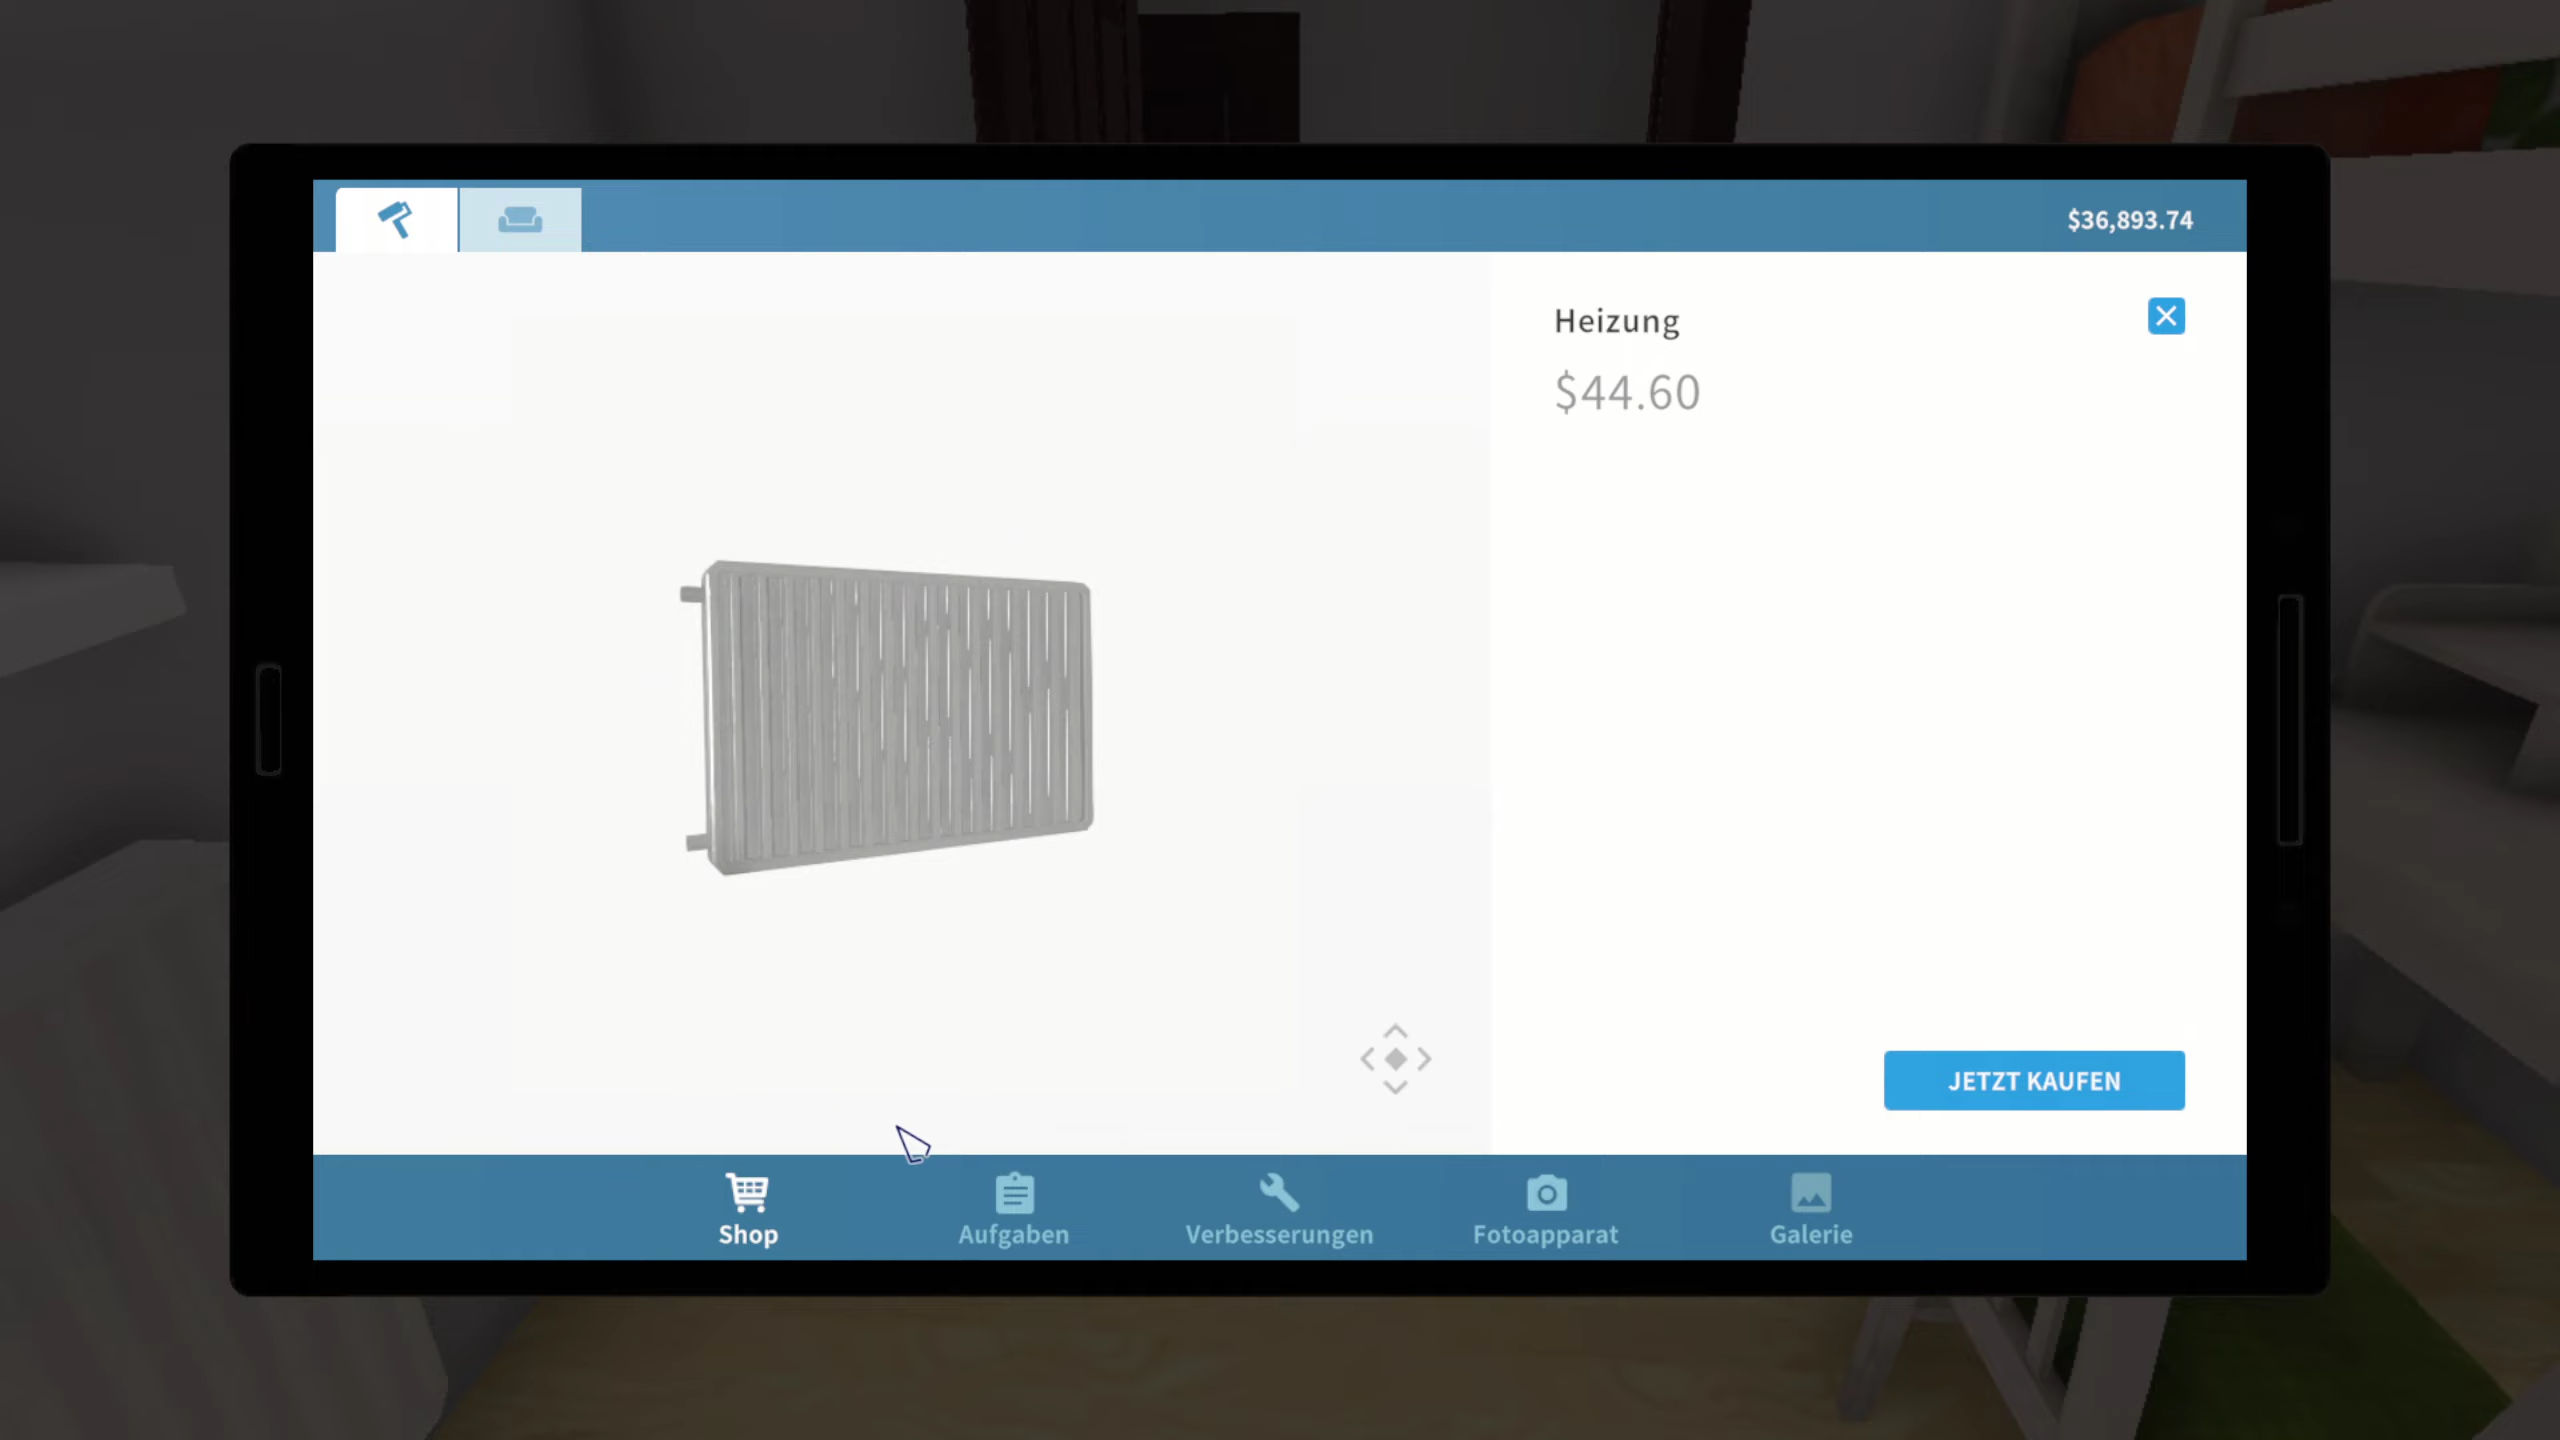 $36,893.74
Heizung
$44.60
JETZT KAUFEN
Shop
Aufgaben
Verbesserungen
Fotoapparat
Galerie